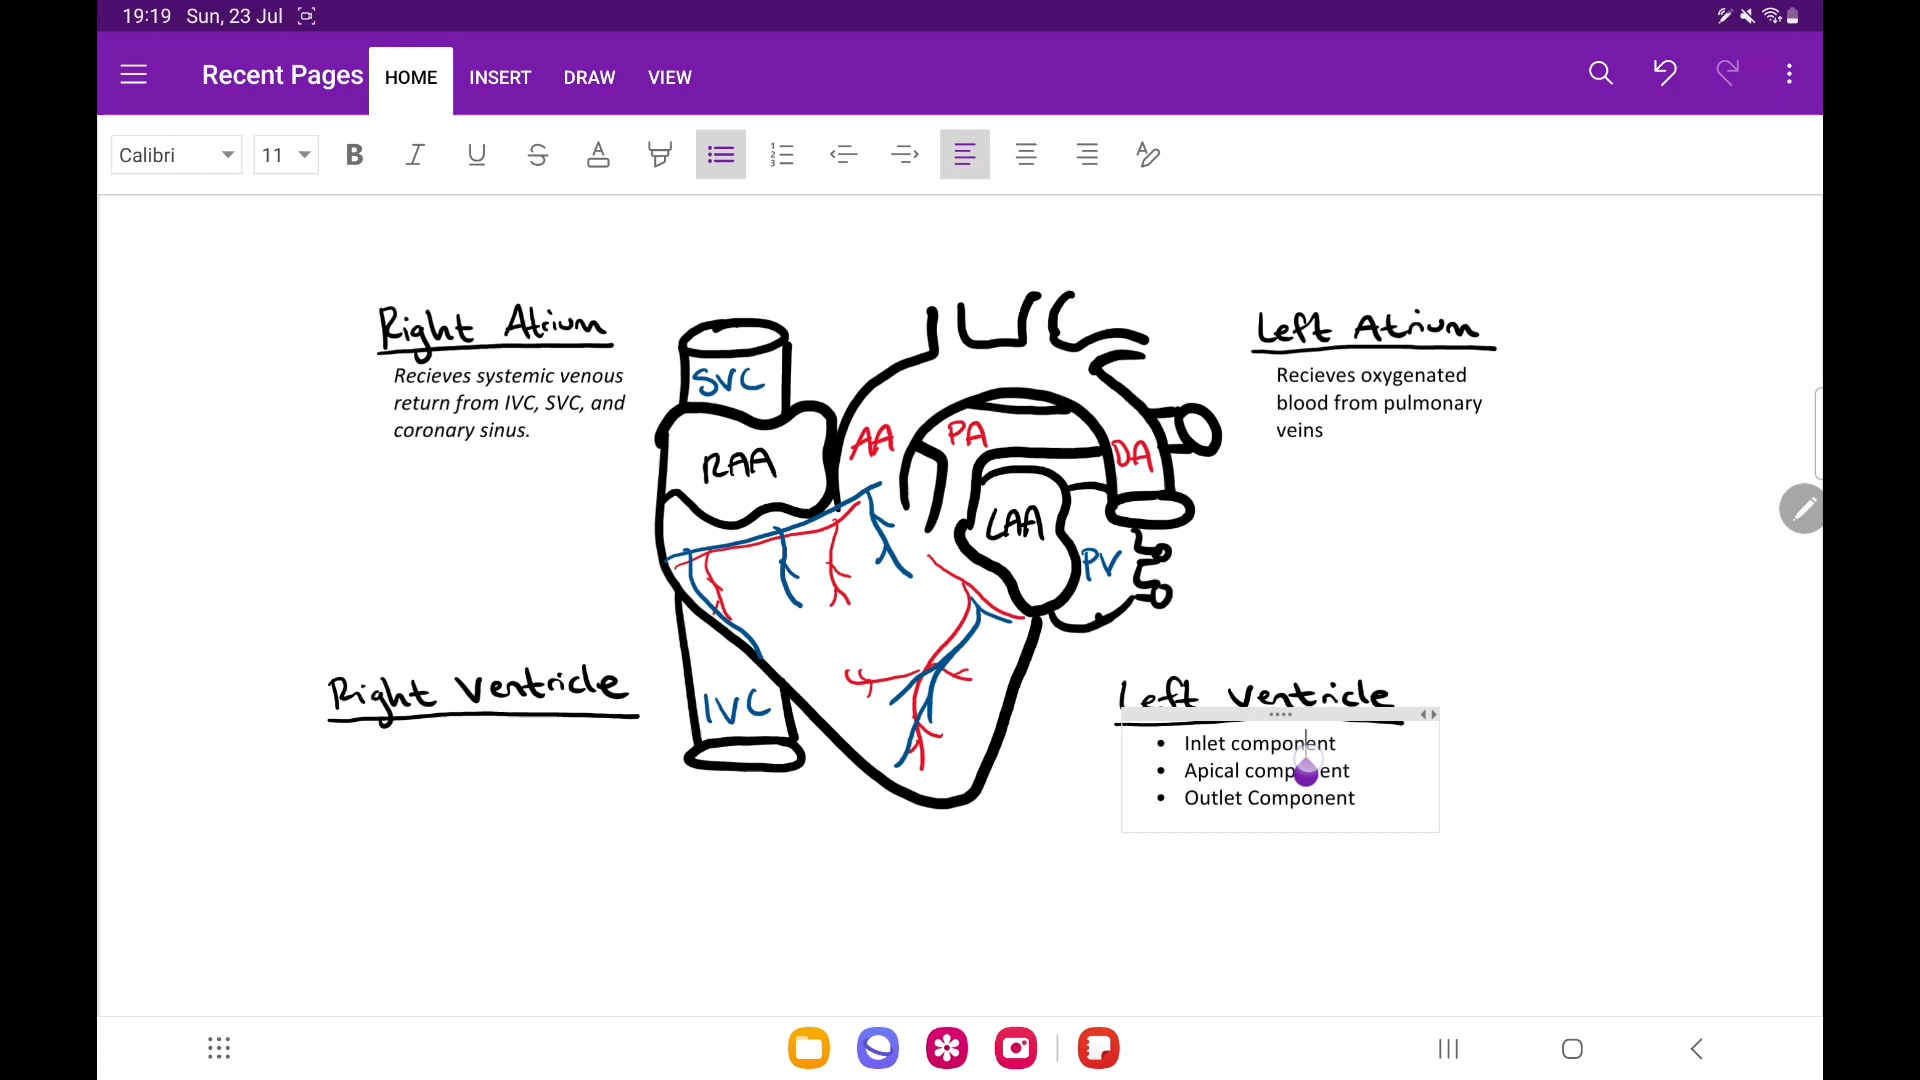 19:19 Sun, 23 Jul
Recent Pages HOME INSERT DRAW VIEW
Calibri 11 B I U S A
Right Atrium
Recieves systemic venous
return from IVC, SVC, and
coronary sinus.
Left Atrium
Recieves oxygenated
blood from pulmonary
veins
SVC
RAA
AA
PA
DA
LAA
PV
IVC
Right Ventricle
Left Ventricle
• Inlet component
• Apical component
• Outlet Component